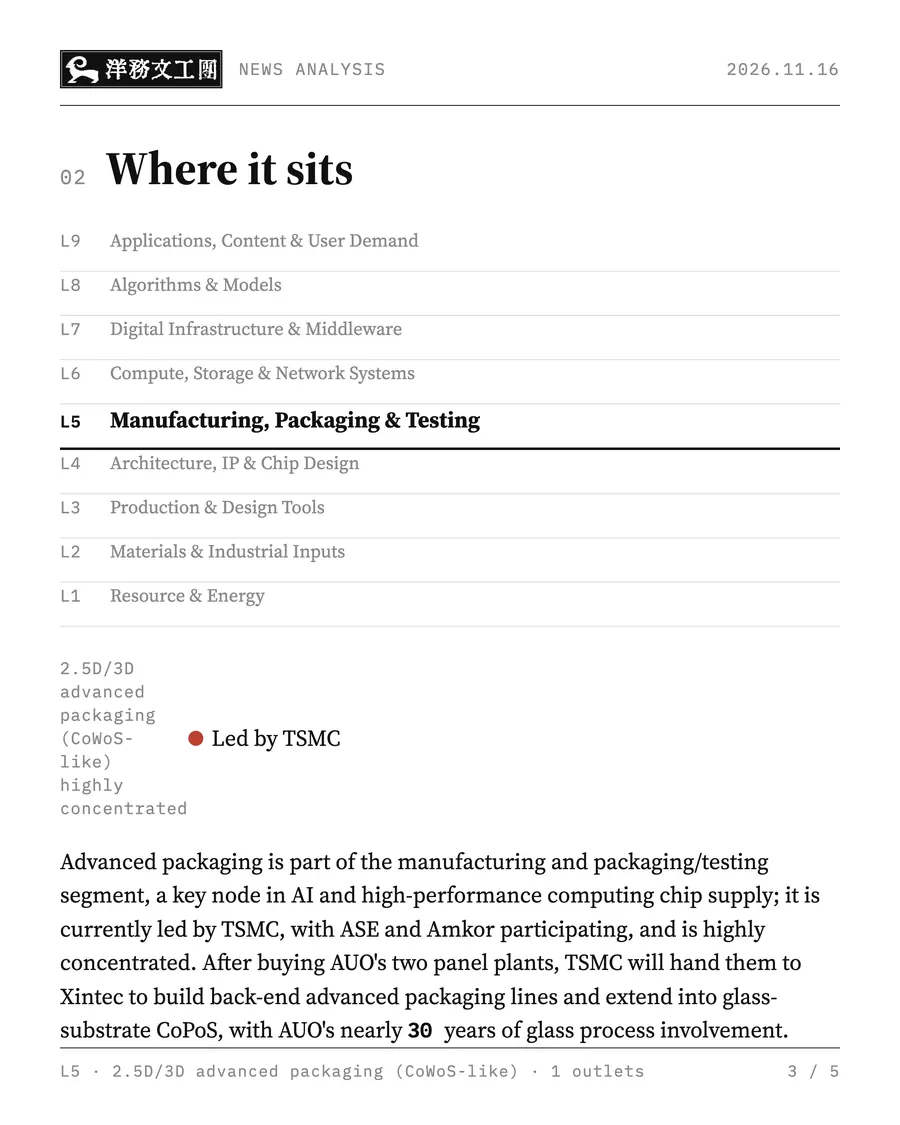 洋務文工團 NEWS ANALYSIS 2026.11.16
02 Where it sits
L9 Applications, Content & User Demand
L8 Algorithms & Models
L7 Digital Infrastructure & Middleware
L6 Compute, Storage & Network Systems
L5 Manufacturing, Packaging & Testing
L4 Architecture, IP & Chip Design
L3 Production & Design Tools
L2 Materials & Industrial Inputs
L1 Resource & Energy
2.5D/3D
advanced
packaging
(CoWoS-
like)
highly
concentrated
Led by TSMC
Advanced packaging is part of the manufacturing and packaging/testing
segment, a key node in AI and high-performance computing chip supply; it is
currently led by TSMC, with ASE and Amkor participating, and is highly
concentrated. After buying AUO's two panel plants, TSMC will hand them to
Xintec to build back-end advanced packaging lines and extend into glass-
substrate CoPoS, with AUO's nearly 30 years of glass process involvement.
L5 · 2.5D/3D advanced packaging (CoWoS-like) · 1 outlets 3 / 5